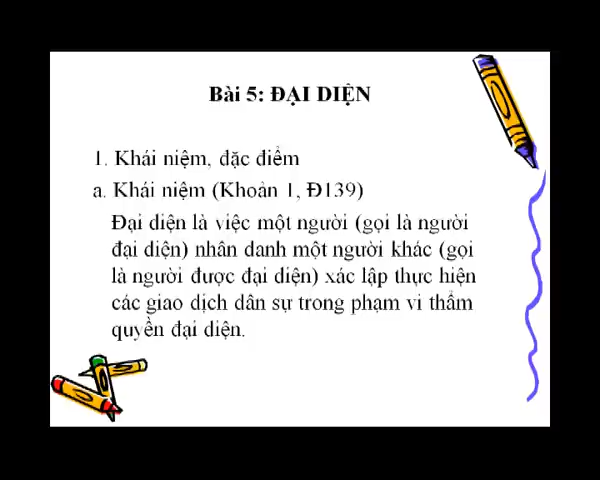 Bài 5: ĐẠI DIỆN
1. Khái niệm, đặc điểm
a. Khái niệm (Khoản 1, Đ139)
Đại diện là việc một người (gọi là người
đại diện) nhân danh một người khác (gọi
là người được đại diện) xác lập thực hiện
các giao dịch dân sự trong phạm vi thẩm
quyền đại diện.